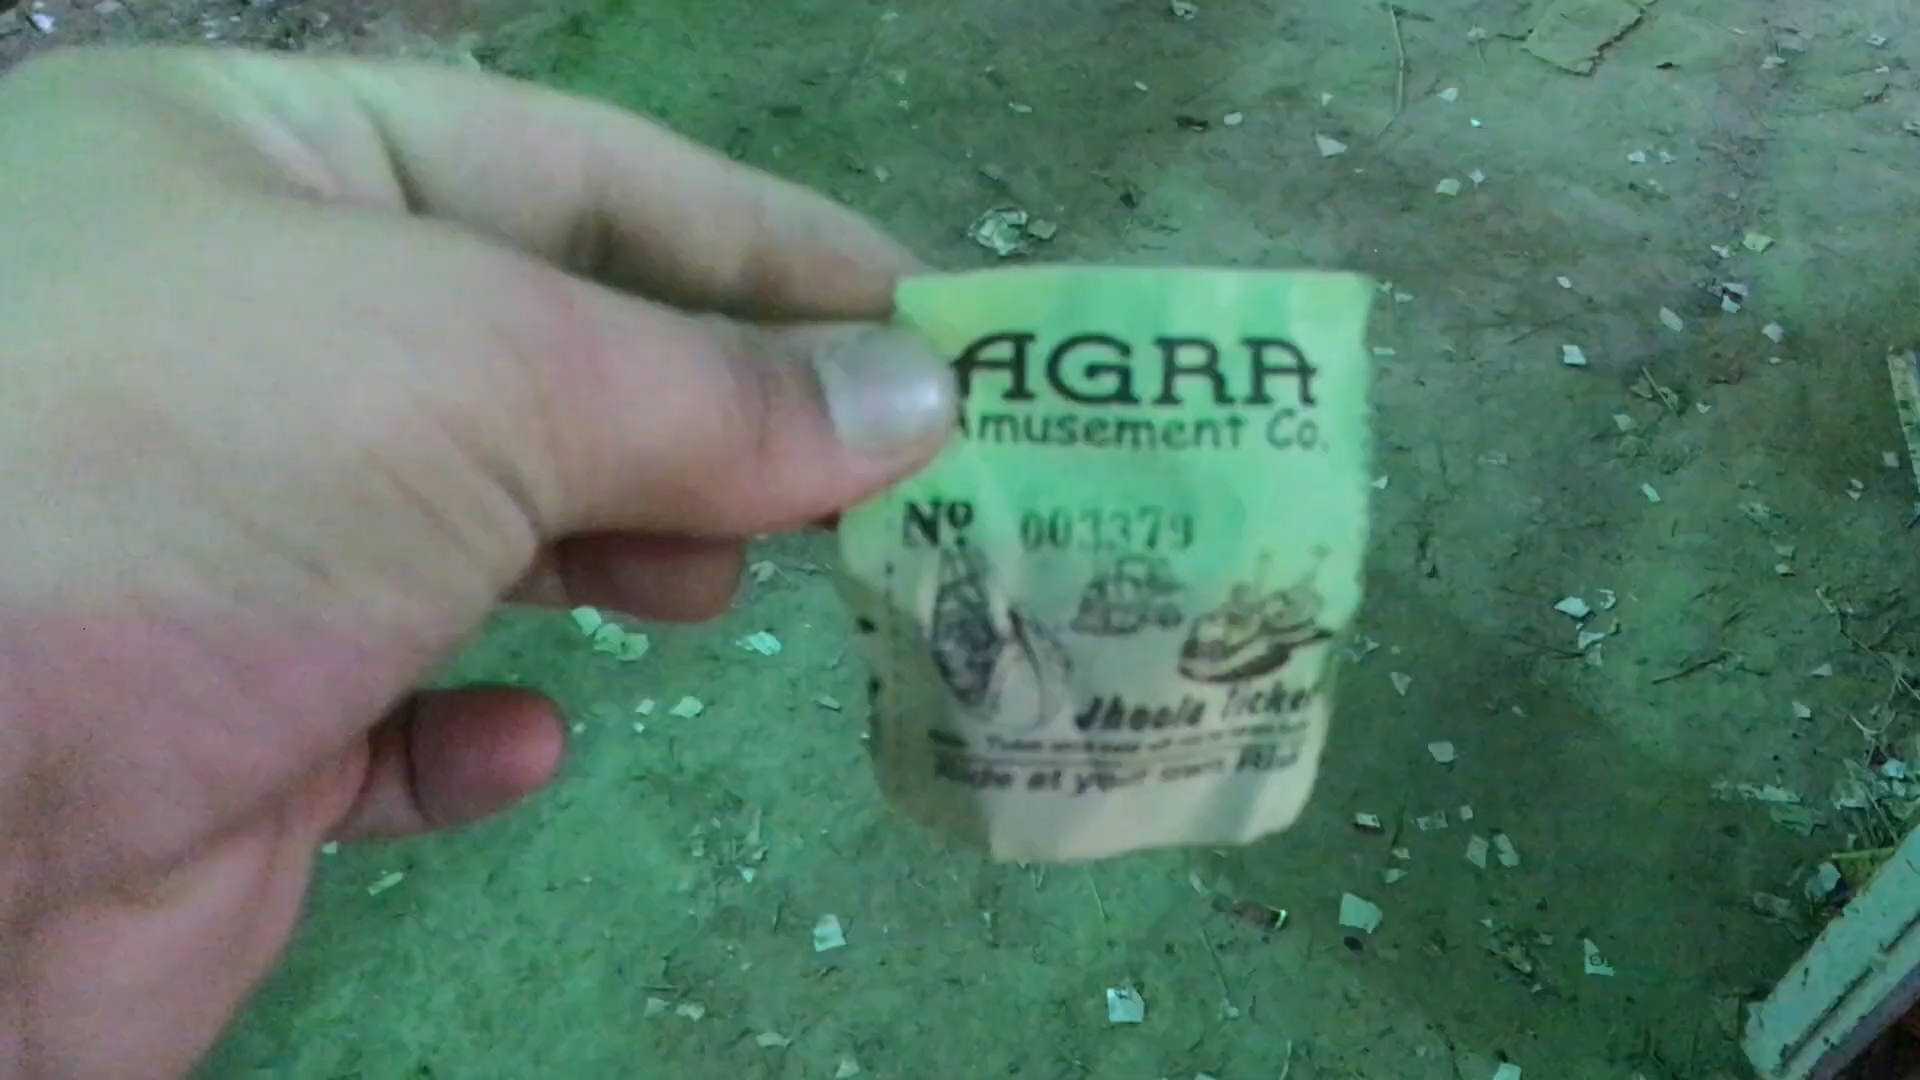 AGRA
Amusement Co.
Nº 003379
Jhoola Ticket
Ride at your own Risk